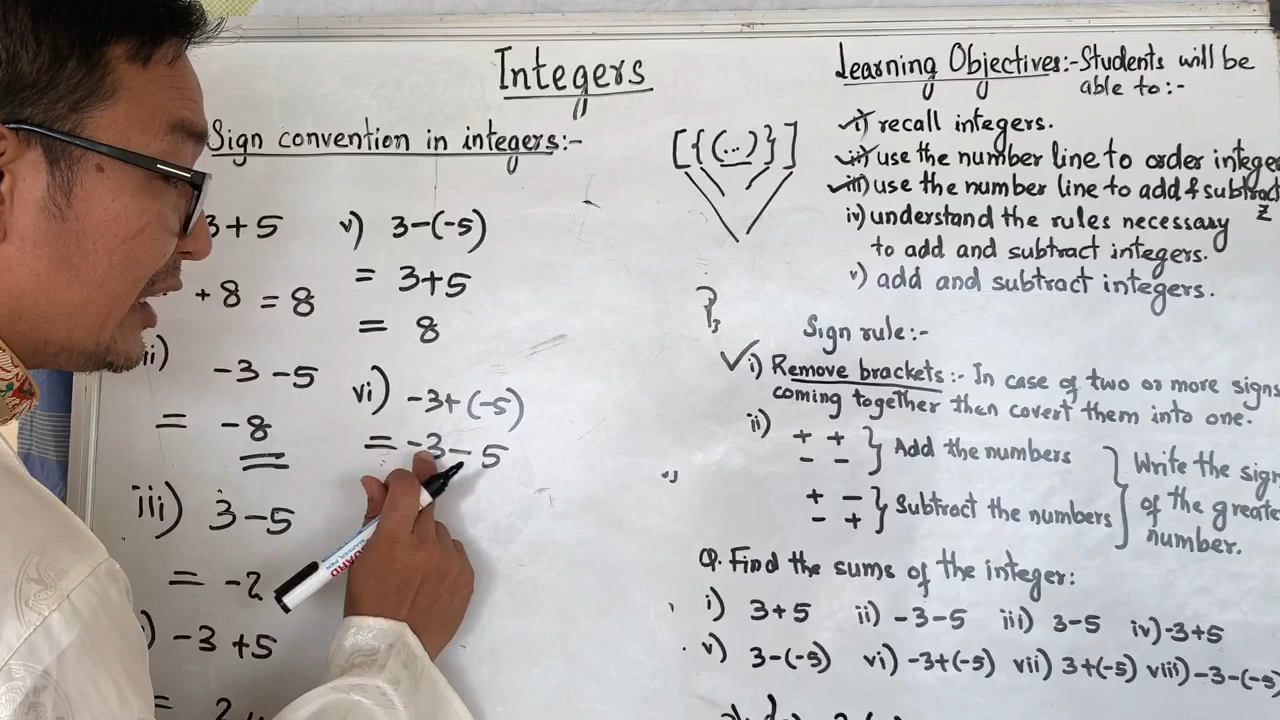 Integers
Sign convention in integers:-
3+5
+8 = 8
ii) -3 -5
= -8
iii) 3-5
= -2
) -3 +5
= 2
v) 3-(-5)
= 3+5
= 8
vi) -3+(-5)
= -3-5
[{(...)}]
Learning Objectives:- Students will be
able to:-
i) recall integers.
ii) use the number line to order intege
iii) use the number line to add & subtract
Z
iv) understand the rules necessary
to add and subtract integers.
v) add and subtract integers.
Sign rule:-
i) Remove brackets:- In case of two or more signs
coming together then covert them into one.
ii) + + } Add the numbers
- -
+ - } Subtract the numbers
- +
} Write the sign
of the greate
number.
Q. Find the sums of the integer:
i) 3+5 ii) -3-5 iii) 3-5 iv) -3+5
v) 3-(-5) vi) -3+(-5) vii) 3+(-5) viii) -3-(-5)